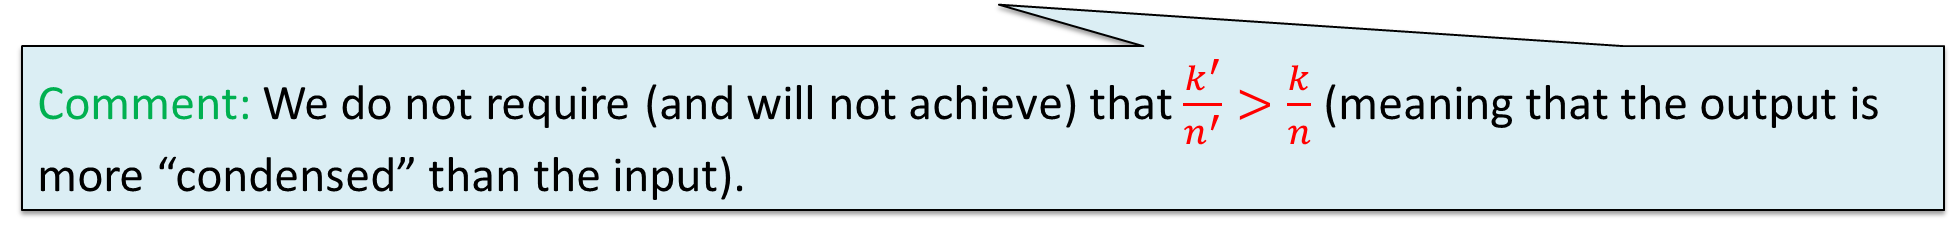 Comment: We do not require (and will not achieve) that k′/n′ > k/n (meaning that the output is
more “condensed” than the input).